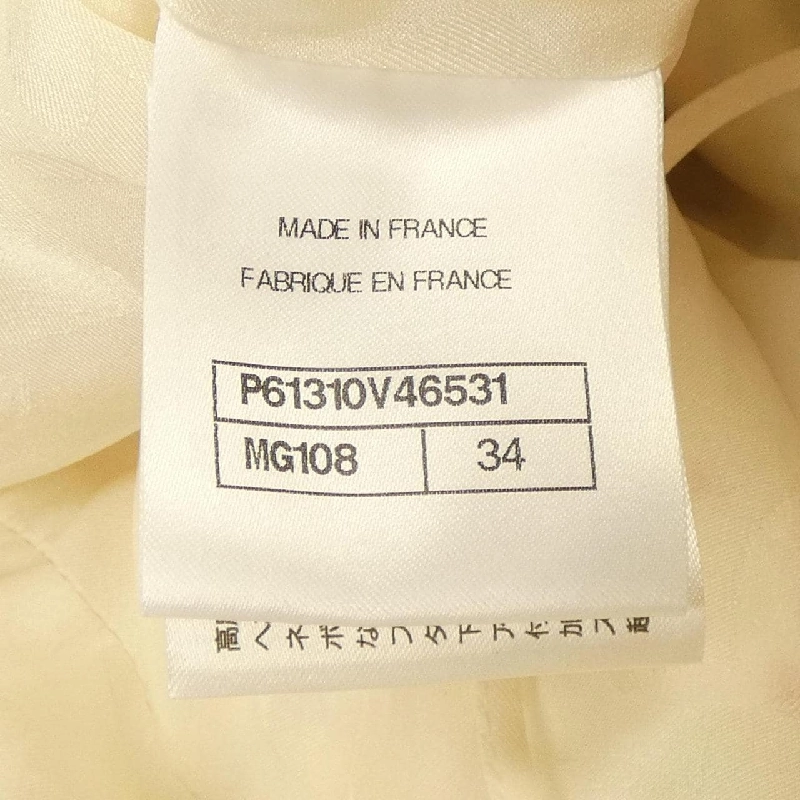 MADE IN FRANCE
FABRIQUE EN FRANCE
P61310V46531
MG108 34